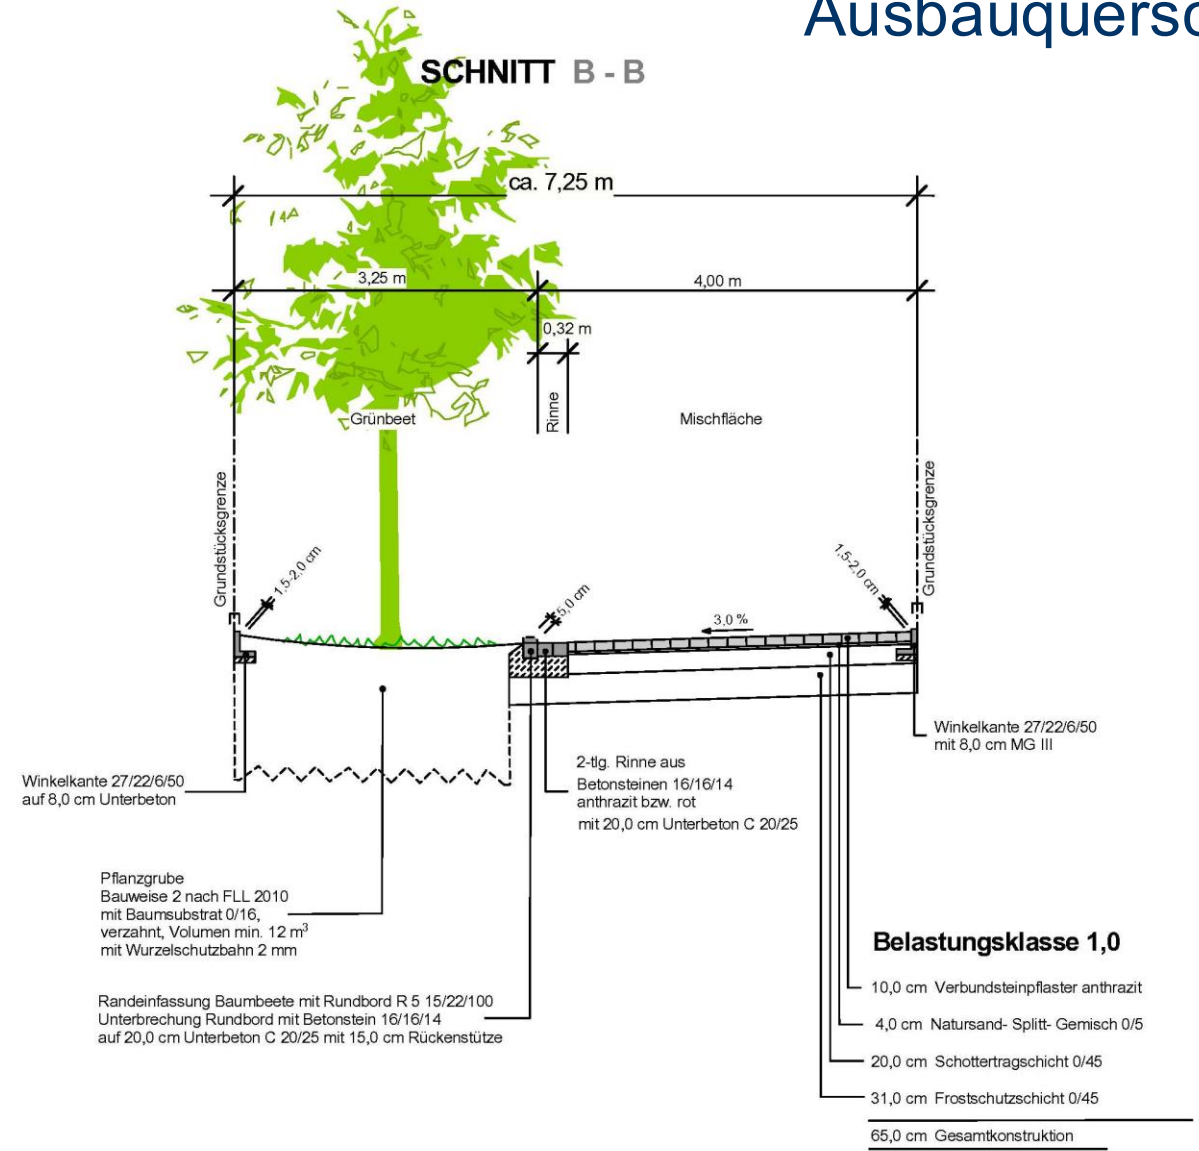 Ausbauquersc
SCHNITT B - B
ca. 7,25 m
3,25 m
4,00 m
0,32 m
Rinne
Grünbeet
Mischfläche
Grundstücksgrenze
Grundstücksgrenze
1,5-2,0 cm
5,0 cm
3,0 %
1,5-2,0 cm
Winkelkante 27/22/6/50
mit 8,0 cm MG III
Winkelkante 27/22/6/50
auf 8,0 cm Unterbeton
2-tlg. Rinne aus
Betonsteinen 16/16/14
anthrazit bzw. rot
mit 20,0 cm Unterbeton C 20/25
Pflanzgrube
Bauweise 2 nach FLL 2010
mit Baumsubstrat 0/16,
verzahnt, Volumen min. 12 m³
mit Wurzelschutzbahn 2 mm
Randeinfassung Baumbeete mit Rundbord R 5 15/22/100
Unterbrechung Rundbord mit Betonstein 16/16/14
auf 20,0 cm Unterbeton C 20/25 mit 15,0 cm Rückenstütze
Belastungsklasse 1,0
10,0 cm Verbundsteinpflaster anthrazit
4,0 cm Natursand- Splitt- Gemisch 0/5
20,0 cm Schottertragschicht 0/45
31,0 cm Frostschutzschicht 0/45
65,0 cm Gesamtkonstruktion